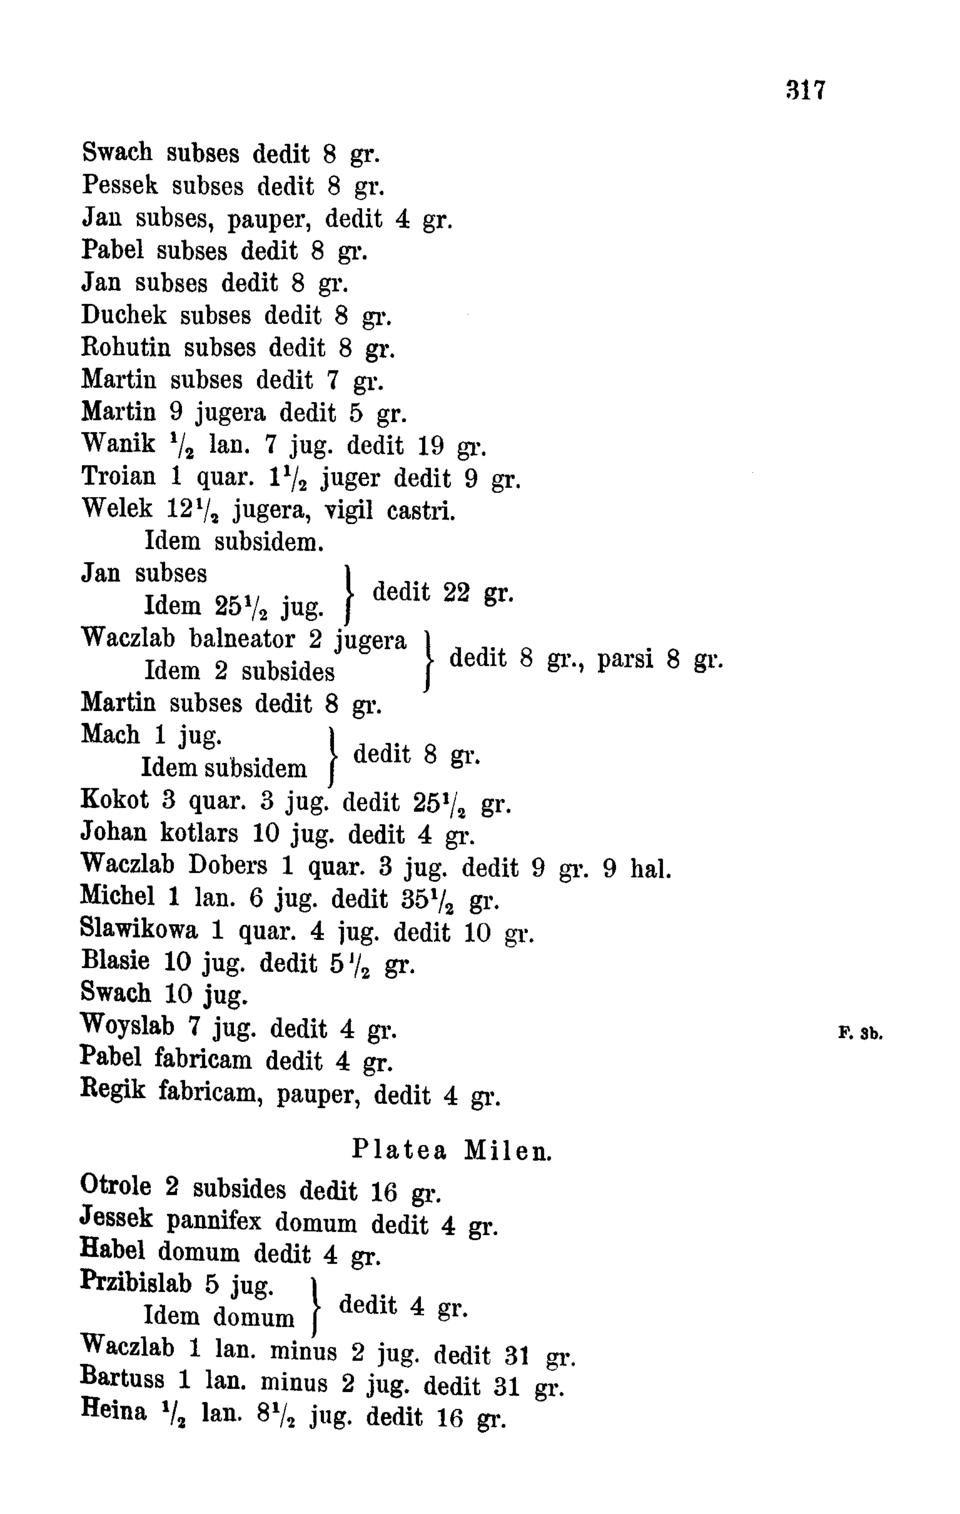 317
Swach subses dedit 8 gr.
Pessek subses dedit 8 gr.
Jan subses, pauper, dedit 4 gr.
Pabel subses dedit 8 gr.
Jan subses dedit 8 gr.
Duchek subses dedit 8 gr.
Rohutin subses dedit 8 gr.
Martin subses dedit 7 gr.
Martin 9 jugera dedit 5 gr.
Wanik 1/2 lan. 7 jug. dedit 19 gr.
Troian 1 quar. 1 1/2 juger dedit 9 gr.
Welek 12 1/2 jugera, vigil castri.
Idem subsidem.
Jan subses
Idem 25 1/2 jug. } dedit 22 gr.
Waczlab balneator 2 jugera
Idem 2 subsides } dedit 8 gr., parsi 8 gr.
Martin subses dedit 8 gr.
Mach 1 jug.
Idem subsidem } dedit 8 gr.
Kokot 3 quar. 3 jug. dedit 25 1/2 gr.
Johan kotlars 10 jug. dedit 4 gr.
Waczlab Dobers 1 quar. 3 jug. dedit 9 gr. 9 hal.
Michel 1 lan. 6 jug. dedit 35 1/2 gr.
Slawikowa 1 quar. 4 jug. dedit 10 gr.
Blasie 10 jug. dedit 5 1/2 gr.
Swach 10 jug.
Woyslab 7 jug. dedit 4 gr. F. 3b.
Pabel fabricam dedit 4 gr.
Regik fabricam, pauper, dedit 4 gr.
Platea Milen.
Otrole 2 subsides dedit 16 gr.
Jessek pannifex domum dedit 4 gr.
Habel domum dedit 4 gr.
Przibislab 5 jug.
Idem domum } dedit 4 gr.
Waczlab 1 lan. minus 2 jug. dedit 31 gr.
Bartuss 1 lan. minus 2 jug. dedit 31 gr.
Heina 1/2 lan. 8 1/2 jug. dedit 16 gr.